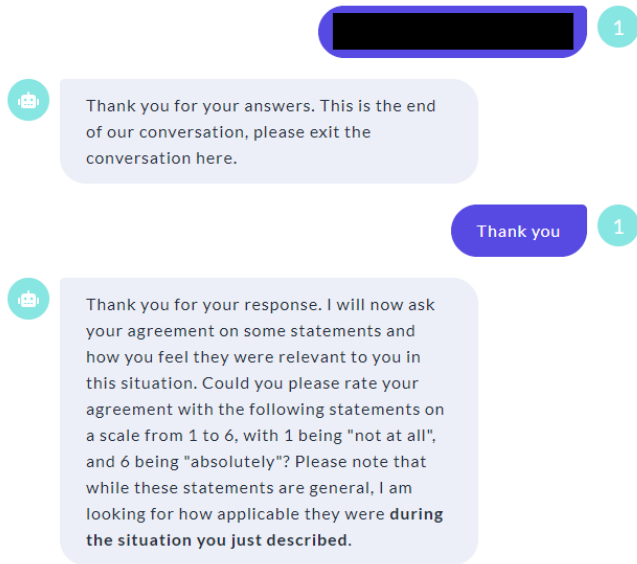 1
Thank you for your answers. This is the end
of our conversation, please exit the
conversation here.
Thank you
1
Thank you for your response. I will now ask
your agreement on some statements and
how you feel they were relevant to you in
this situation. Could you please rate your
agreement with the following statements on
a scale from 1 to 6, with 1 being "not at all",
and 6 being "absolutely"? Please note that
while these statements are general, I am
looking for how applicable they were during
the situation you just described.